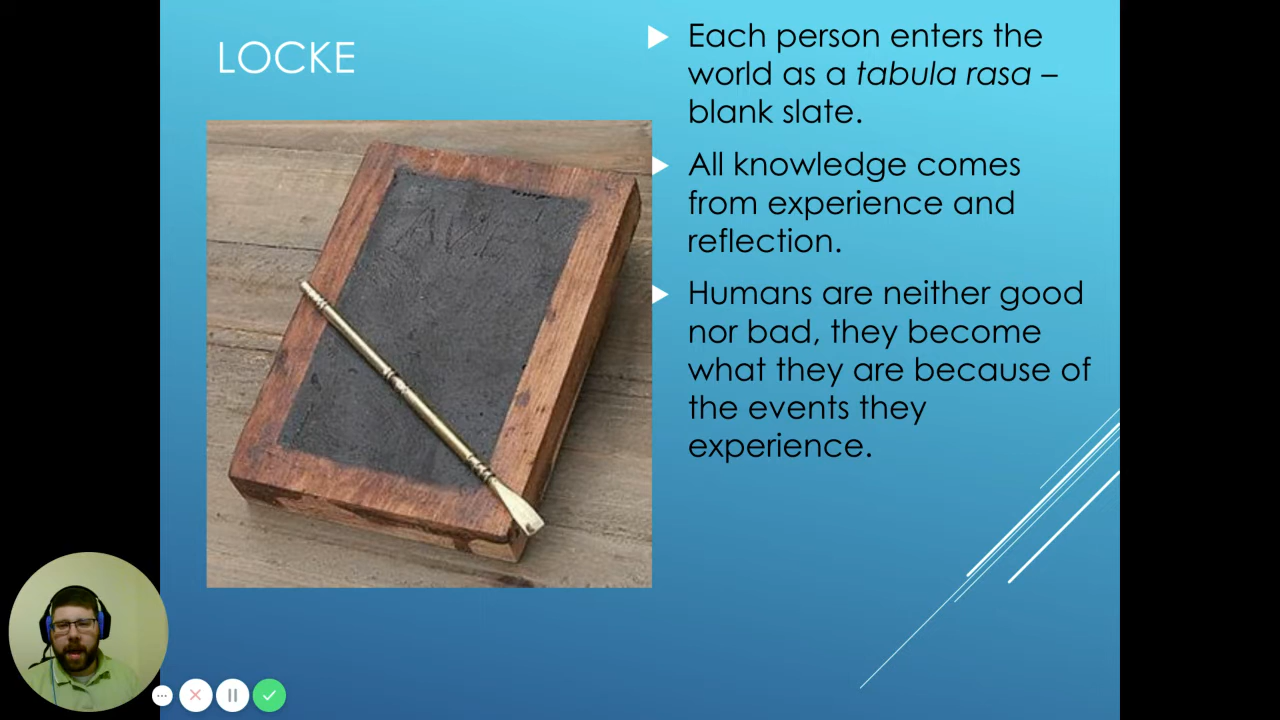 LOCKE
Each person enters the
world as a tabula rasa –
blank slate.
All knowledge comes
from experience and
reflection.
Humans are neither good
nor bad, they become
what they are because of
the events they
experience.